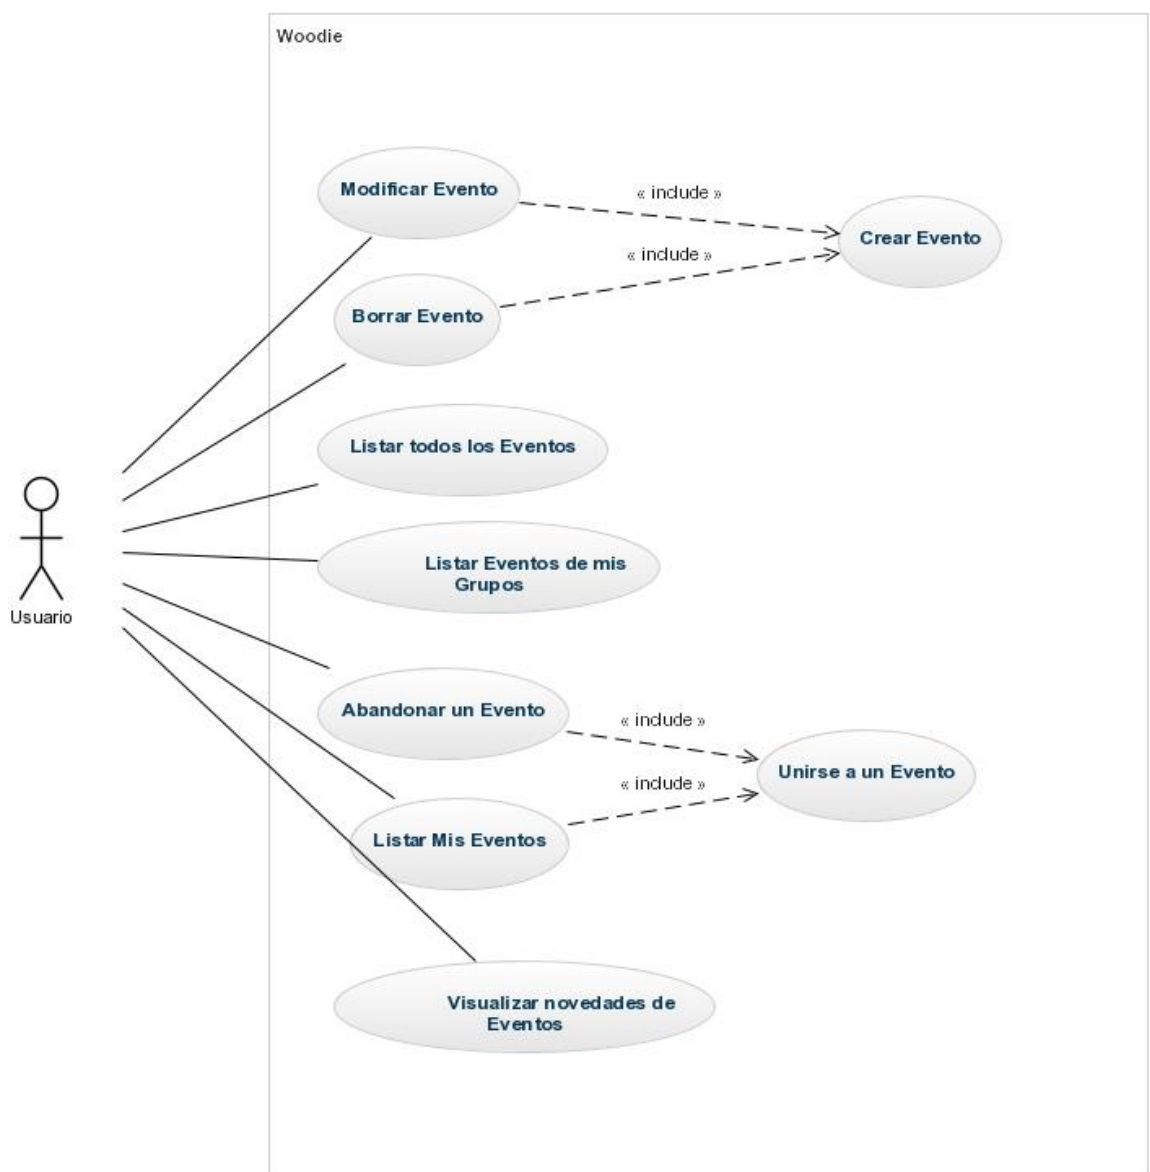 Woodie
Modificar Evento
« include »
Crear Evento
« include »
Borrar Evento
Listar todos los Eventos
Listar Eventos de mis
Grupos
Usuario
Abandonar un Evento
« include »
Unirse a un Evento
« include »
Listar Mis Eventos
Visualizar novedades de
Eventos